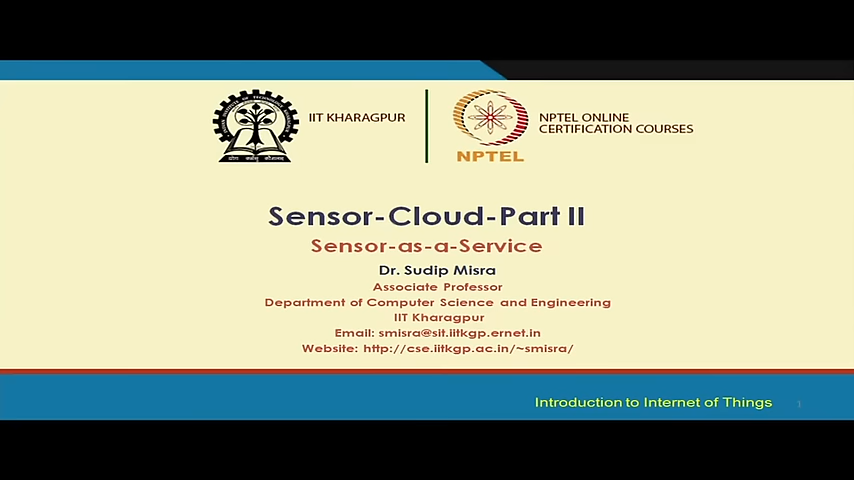 IIT KHARAGPUR
NPTEL ONLINE
CERTIFICATION COURSES
NPTEL
Sensor-Cloud-Part II
Sensor-as-a-Service
Dr. Sudip Misra
Associate Professor
Department of Computer Science and Engineering
IIT Kharagpur
Email: smisra@sit.iitkgp.ernet.in
Website: http://cse.iitkgp.ac.in/~smisra/
Introduction to Internet of Things
1